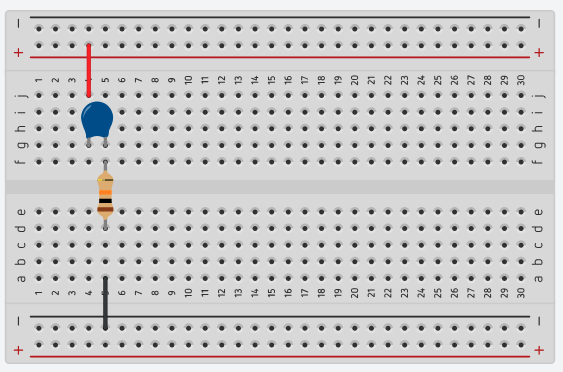 − −
+ +
1 2 3 5 6 7 8 9 10 11 12 13 14 15 16 17 18 19 20 21 22 23 24 25 26 27 28 29 30
j j
i i
h h
g g
f f
e e
d d
c c
b b
a a
1 2 3 4 6 7 8 9 10 11 12 13 14 15 16 17 18 19 20 21 22 23 24 25 26 27 28 29 30
− −
+ +